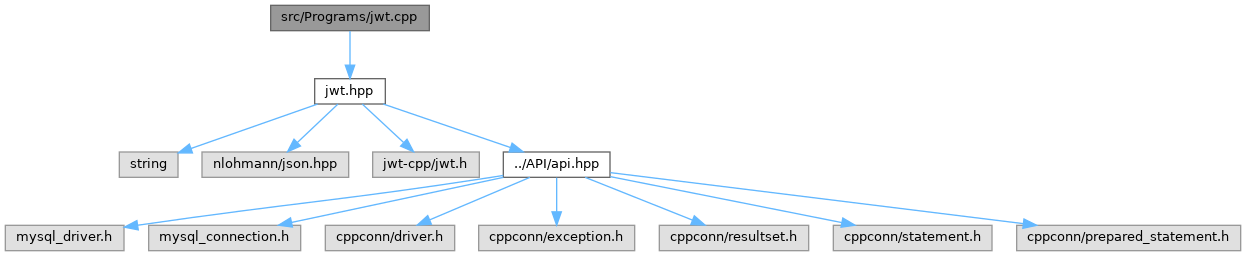 src/Programs/jwt.cpp
jwt.hpp
string
nlohmann/json.hpp
jwt-cpp/jwt.h
../API/api.hpp
mysql_driver.h
mysql_connection.h
cppconn/driver.h
cppconn/exception.h
cppconn/resultset.h
cppconn/statement.h
cppconn/prepared_statement.h